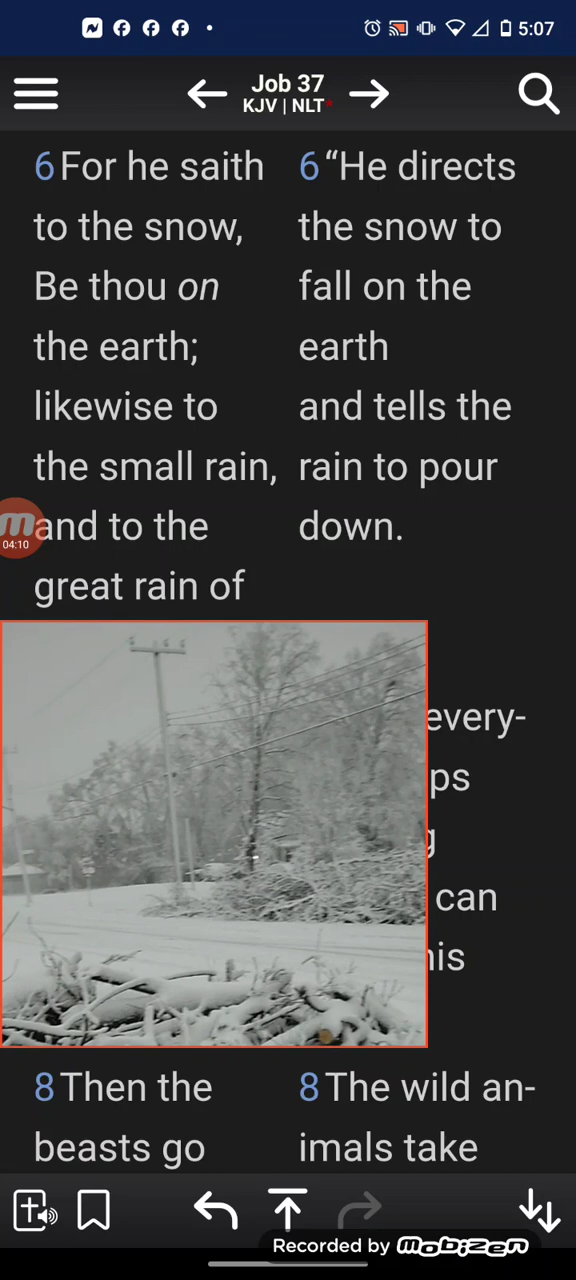 5:07
Job 37
KJV | NLT*
6 For he saith
to the snow,
Be thou on
the earth;
likewise to
the small rain,
and to the
great rain of
6 “He directs
the snow to
fall on the
earth
and tells the
rain to pour
down.
04:10
every-
ps
g
can
his
8 Then the
beasts go
8 The wild an-
imals take
Recorded by mobizen